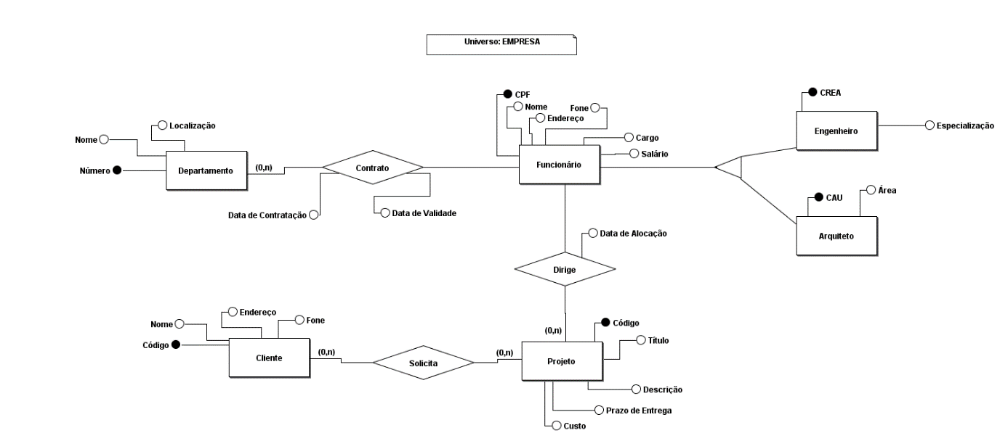 Universo: EMPRESA
CPF
Nome
Fone
Endereço
Cargo
Salário
Funcionário
CREA
Engenheiro
Especialização
CAU
Área
Arquiteto
Localização
Nome
Número
Departamento
(0,n)
Contrato
Data de Contratação
Data de Validade
Data de Alocação
Dirige
(0,n)
Endereço
Nome
Fone
Código
Cliente
(0,n)
Solicita
(0,n)
Código
Título
Projeto
Descrição
Prazo de Entrega
Custo